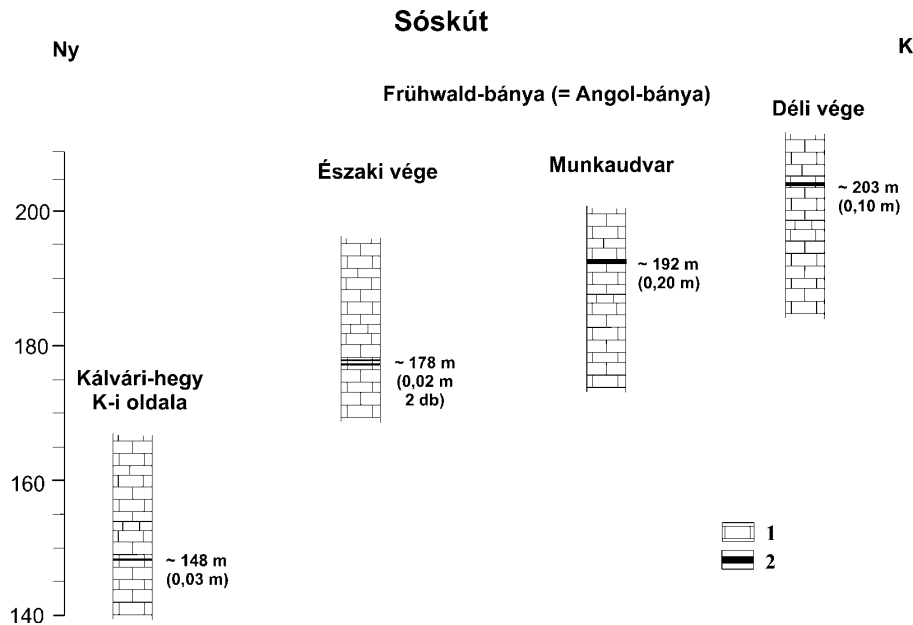 Sóskút
Ny
K
Frühwald-bánya (= Angol-bánya)
Déli vége
Északi vége
Munkaudvar
~ 203 m
(0,10 m)
200
~ 192 m
(0,20 m)
180
~ 178 m
(0,02 m
2 db)
Kálvári-hegy
K-i oldala
160
1
2
~ 148 m
(0,03 m)
140